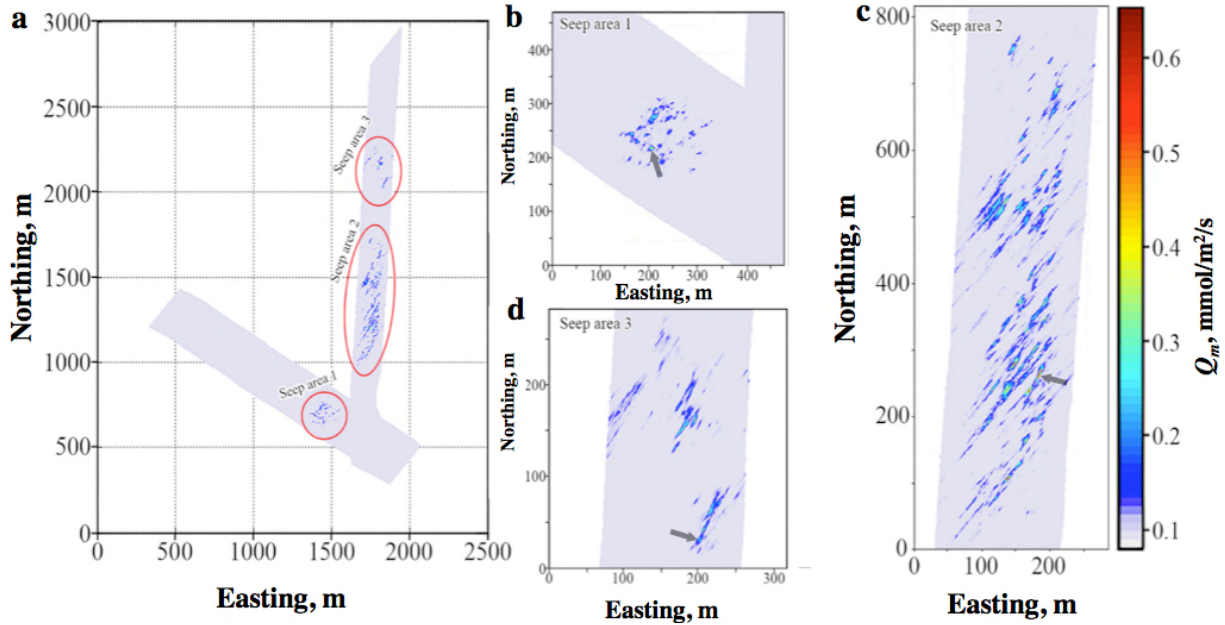 a
3000
2500
2000
1500
1000
500
0
0 500 1000 1500 2000 2500
Northing, m
Easting, m
Seep area 3
Seep area 2
Seep area 1
b
Seep area 1
400
300
200
100
0
0 100 200 300 400
Northing, m
Easting, m
d
Seep area 3
200
100
0
0 100 200 300
Northing, m
Easting, m
c
Seep area 2
800
600
400
200
0
0 100 200
Northing, m
Easting, m
0.6
0.5
0.4
0.3
0.2
0.1
Qm, mmol/m²/s